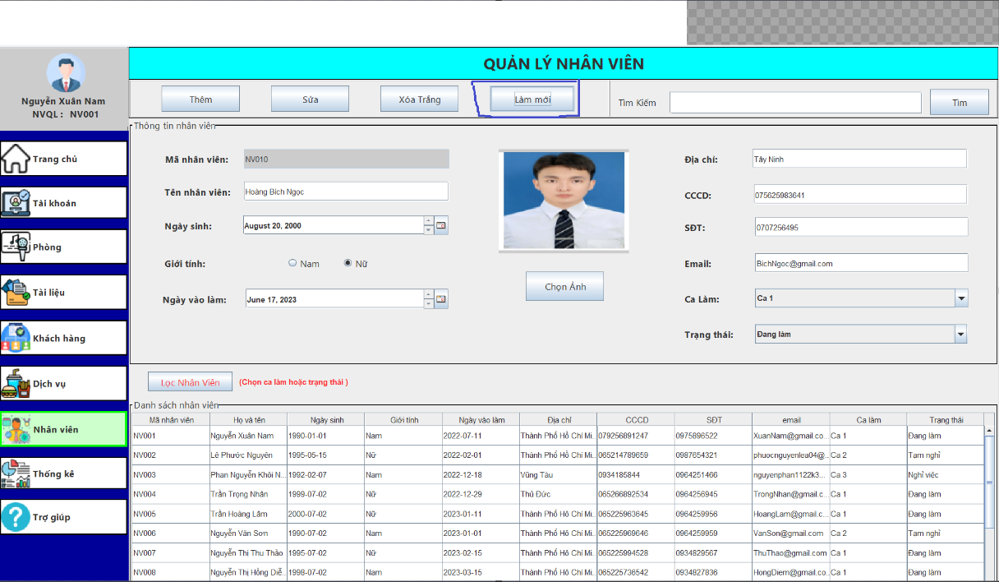 QUẢN LÝ NHÂN VIÊN
Nguyễn Xuân Nam
NVQL : NV001
Thêm
Sửa
Xóa Trắng
Làm mới
Tìm Kiếm
Tìm
Trang chủ
Tài khoản
Phòng
Tài liệu
Khách hàng
Dịch vụ
Nhân viên
Thống kê
Trợ giúp
Thông tin nhân viên
Mã nhân viên: NV010
Tên nhân viên: Hoàng Bích Ngọc
Ngày sinh: August 20, 2000
Giới tính: Nam Nữ
Ngày vào làm: June 17, 2023
Chọn Ảnh
Địa chỉ: Tây Ninh
CCCD: 075625983641
SĐT: 0707256495
Email: BichNgoc@gmail.com
Ca Làm: Ca 1
Trạng thái: Đang làm
Lọc Nhân Viên (Chọn ca làm hoặc trạng thái )
Danh sách nhân viên
Mã nhân viên Họ và tên Ngày sinh Giới tính Ngày vào làm Địa chỉ CCCD SĐT email Ca làm Trạng thái
NV001 Nguyễn Xuân Nam 1990-01-01 Nam 2022-07-11 Thành Phố Hồ Chí Mi... 079256891247 0975896522 XuanNam@gmail.co... Ca 1 Đang làm
NV002 Lê Phước Nguyên 1995-05-15 Nữ 2022-02-01 Thành Phố Hồ Chí Mi... 065214789659 0987654321 phuocnguyenlea04@... Ca 2 Tạm nghỉ
NV003 Phan Nguyễn Khôi N... 1992-02-07 Nam 2022-12-18 Vũng Tàu 0934185844 0964251466 nguyenphan1122k3... Ca 3 Nghỉ việc
NV004 Trần Trọng Nhân 1999-07-02 Nữ 2022-12-29 Thủ Đức 065266892534 0964256945 TrongNhan@gmail.c... Ca 1 Đang làm
NV005 Trần Hoàng Lâm 2000-07-02 Nữ 2023-01-11 Thành Phố Hồ Chí Mi... 065225963645 0964259956 HoangLam@gmail.c... Ca 1 Đang làm
NV006 Nguyễn Văn Sơn 1990-07-02 Nam 2023-01-01 Thành Phố Hồ Chí Mi... 065225969646 0964259959 VanSon@gmail.com Ca 2 Tạm nghỉ
NV007 Nguyễn Thị Thu Thảo 1995-07-02 Nữ 2023-02-15 Thành Phố Hồ Chí Mi... 065225994528 0934829567 ThuThao@gmail.com Ca 1 Đang làm
NV008 Nguyễn Thị Hồng Diễ... 1998-07-02 Nam 2023-03-15 Thành Phố Hồ Chí Mi... 065225736542 0934827836 HongDiem@gmail.co... Ca 1 Đang làm